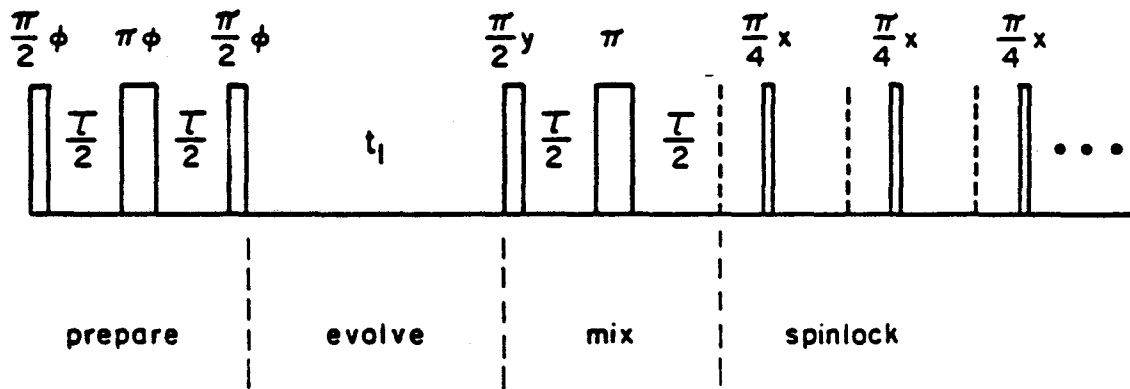 π/2 φ π φ π/2 φ π/2 y π π/4 x π/4 x π/4 x
τ/2 τ/2 t₁ τ/2 τ/2 • • •
prepare evolve mix spinlock